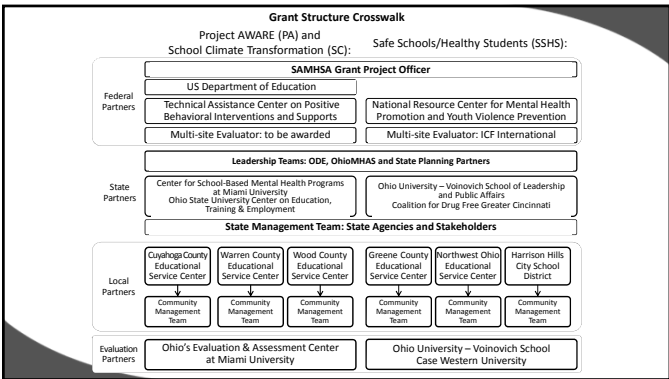 Grant Structure Crosswalk
Project AWARE (PA) and
School Climate Transformation (SC):
Safe Schools/Healthy Students (SSHS):
Federal
Partners
SAMHSA Grant Project Officer
US Department of Education
Technical Assistance Center on Positive
Behavioral Interventions and Supports
National Resource Center for Mental Health
Promotion and Youth Violence Prevention
Multi-site Evaluator: to be awarded
Multi-site Evaluator: ICF International
State
Partners
Leadership Teams: ODE, OhioMHAS and State Planning Partners
Center for School-Based Mental Health Programs
at Miami University
Ohio State University Center on Education,
Training & Employment
Ohio University – Voinovich School of Leadership
and Public Affairs
Coalition for Drug Free Greater Cincinnati
State Management Team: State Agencies and Stakeholders
Local
Partners
Cuyahoga County
Educational
Service Center
Warren County
Educational
Service Center
Wood County
Educational
Service Center
Greene County
Educational
Service Center
Northwest Ohio
Educational
Service Center
Harrison Hills
City School
District
Community
Management
Team
Community
Management
Team
Community
Management
Team
Community
Management
Team
Community
Management
Team
Community
Management
Team
Evaluation
Partners
Ohio's Evaluation & Assessment Center
at Miami University
Ohio University – Voinovich School
Case Western University